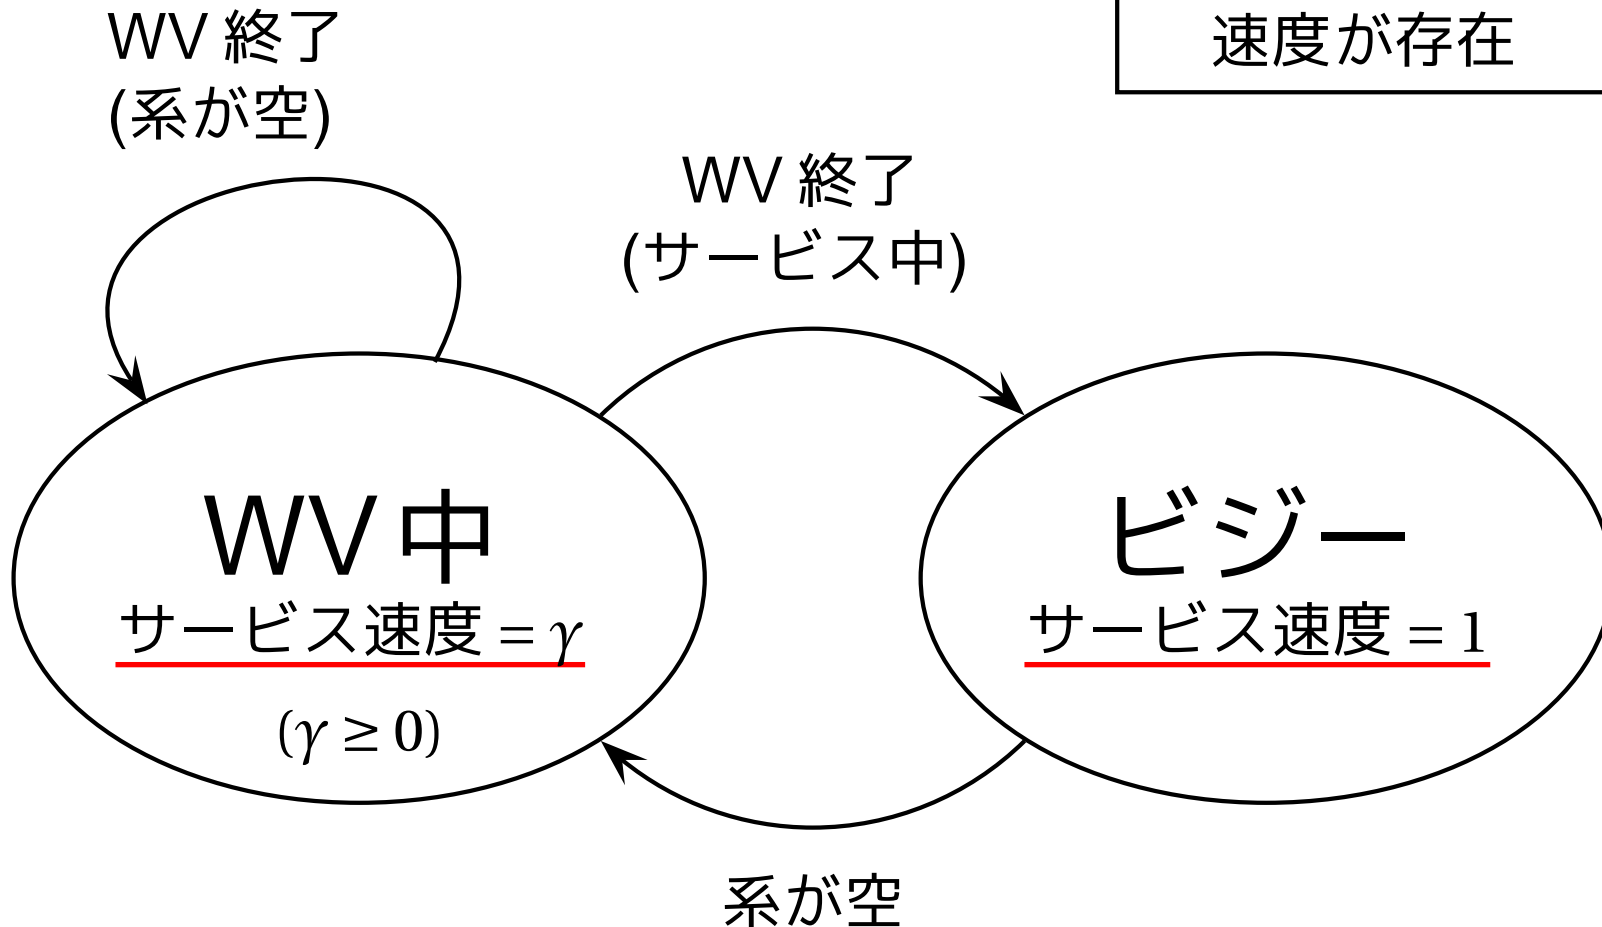 WV 終了
(系が空)
速度が存在
WV 終了
(サービス中)
WV 中
サービス速度 = γ
(γ ≥ 0)
ビジー
サービス速度 = 1
系が空